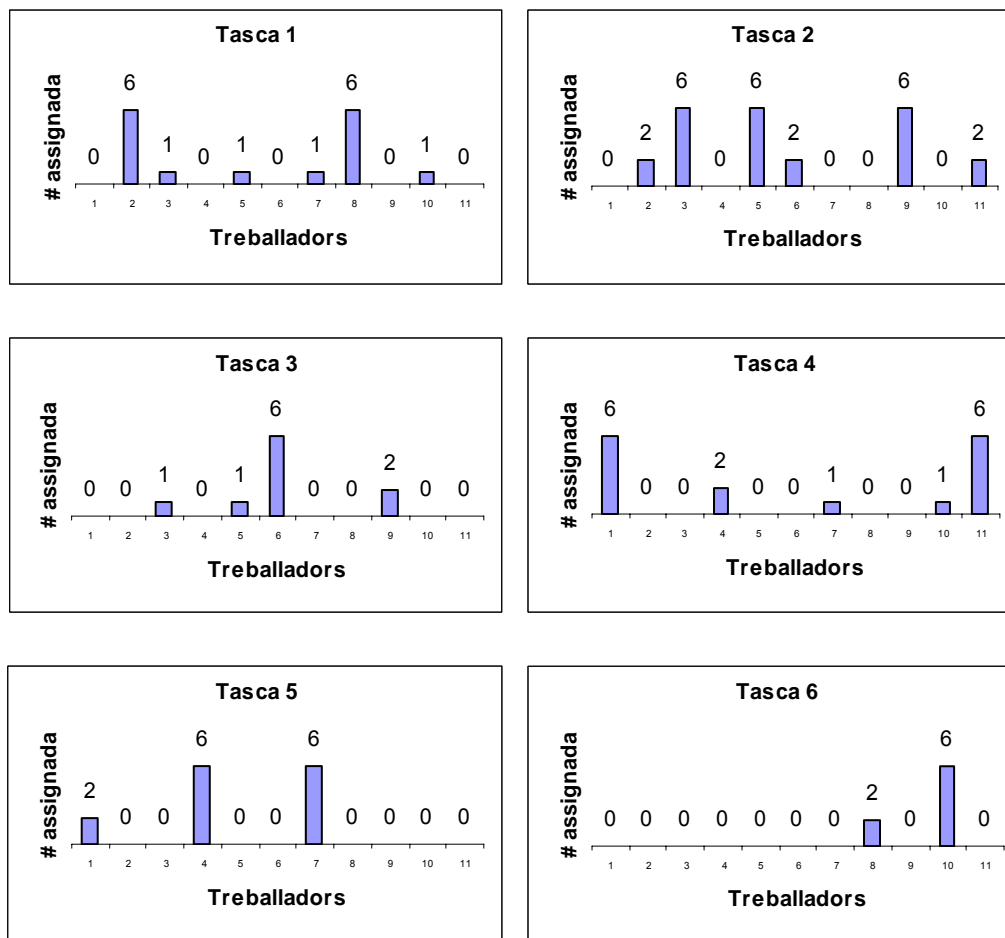 Tasca 1
# assignada
0 6 1 0 1 0 1 6 0 1 0
1 2 3 4 5 6 7 8 9 10 11
Treballadors
Tasca 2
# assignada
0 2 6 0 6 2 0 0 6 0 2
1 2 3 4 5 6 7 8 9 10 11
Treballadors
Tasca 3
# assignada
0 0 1 0 1 6 0 0 2 0 0
1 2 3 4 5 6 7 8 9 10 11
Treballadors
Tasca 4
# assignada
6 0 0 2 0 0 1 0 0 1 6
1 2 3 4 5 6 7 8 9 10 11
Treballadors
Tasca 5
# assignada
2 0 0 6 0 0 6 0 0 0 0
1 2 3 4 5 6 7 8 9 10 11
Treballadors
Tasca 6
# assignada
0 0 0 0 0 0 0 2 0 6 0
1 2 3 4 5 6 7 8 9 10 11
Treballadors